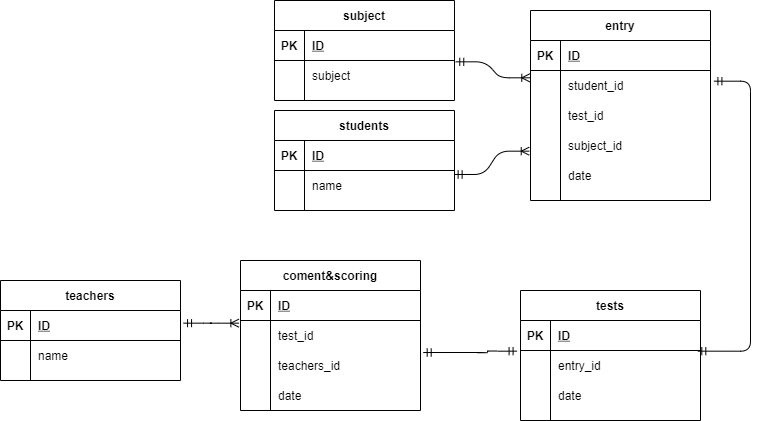 subject
PK ID
subject
students
PK ID
name
entry
PK ID
student_id
test_id
subject_id
date
teachers
PK ID
name
coment&scoring
PK ID
test_id
teachers_id
date
tests
PK ID
entry_id
date